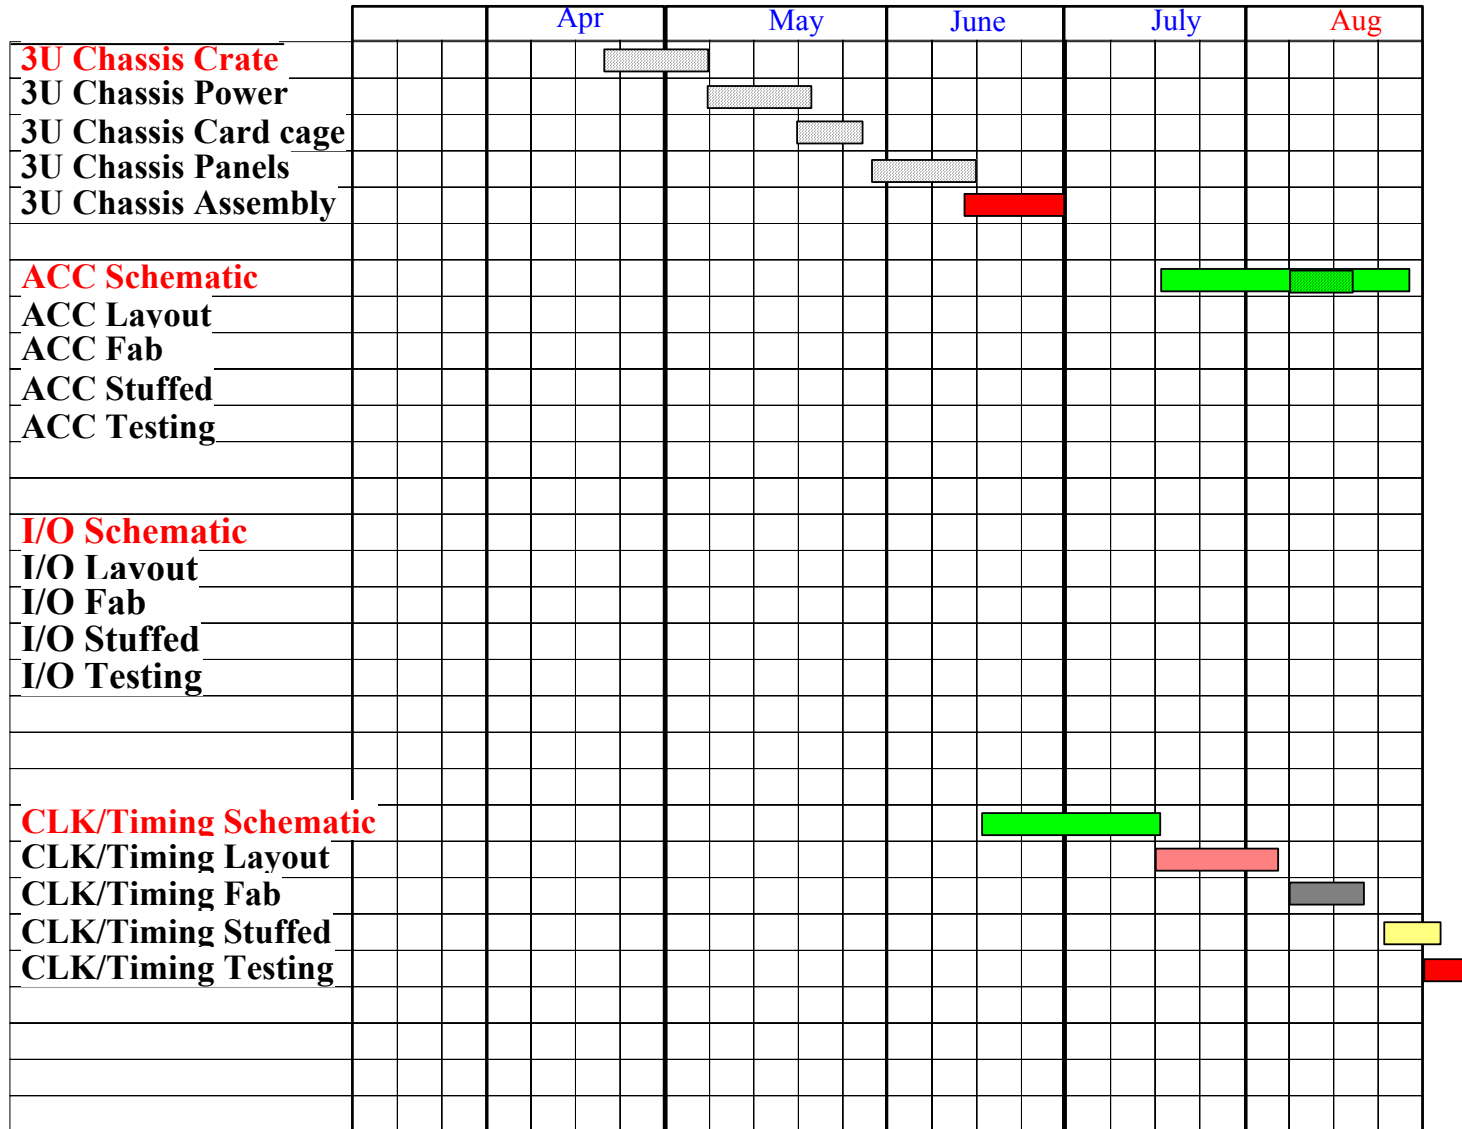 Apr May June July Aug
3U Chassis Crate
3U Chassis Power
3U Chassis Card cage
3U Chassis Panels
3U Chassis Assembly
ACC Schematic
ACC Layout
ACC Fab
ACC Stuffed
ACC Testing
I/O Schematic
I/O Layout
I/O Fab
I/O Stuffed
I/O Testing
CLK/Timing Schematic
CLK/Timing Layout
CLK/Timing Fab
CLK/Timing Stuffed
CLK/Timing Testing